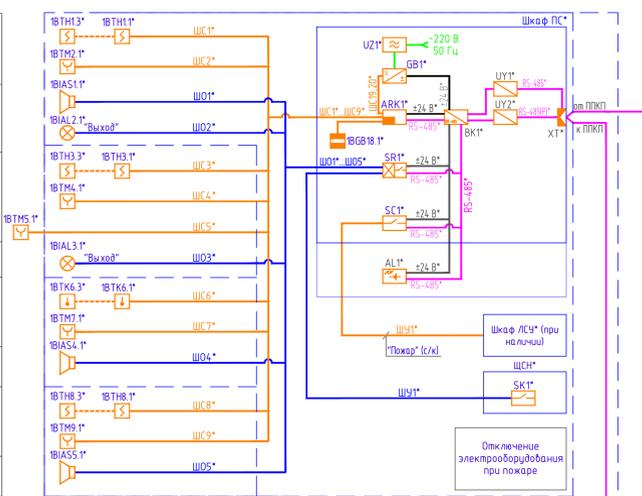 1BTH1.3*
1BTH1.1*
ШС1*
1BTM2.1*
ШС2*
1BIAS1.1*
ШО1*
1BIAL2.1*
"Выход"
ШО2*
1BTH3.3*
1BTH3.1*
ШС3*
1BTM4.1*
ШС4*
1BTM5.1*
ШС5*
1BIAL3.1*
"Выход"
ШО3*
1BTK6.3*
1BTK6.1*
ШС6*
1BTM7.1*
ШС7*
1BIAS4.1*
ШО4*
1BTH8.3*
1BTH8.1*
ШС8*
1BTM9.1*
ШС9*
1BIAS5.1*
ШО5*
Шкаф ПС*
UZ1*
~220 В
50 Гц
GB1*
ШС19.20*
±24 В*
ШС1*...ШС9*
ARK1*
±24 В*
RS-485*
1BGB18.1*
BK1*
UY1*
RS-485*
UY2*
RS-485(Р)*
XT*
от ППКП
к ППКП
ШО1*...ШО5*
SR1*
±24 В*
RS-485*
RS-485*
SC1*
±24 В*
RS-485*
AL1*
±24 В*
RS-485*
ШУ1*
"Пожар" (с/к)
Шкаф ЛСУ* (при
наличии)
ШУ1*
ЩСН*
SK1*
Отключение
электрооборудования
при пожаре